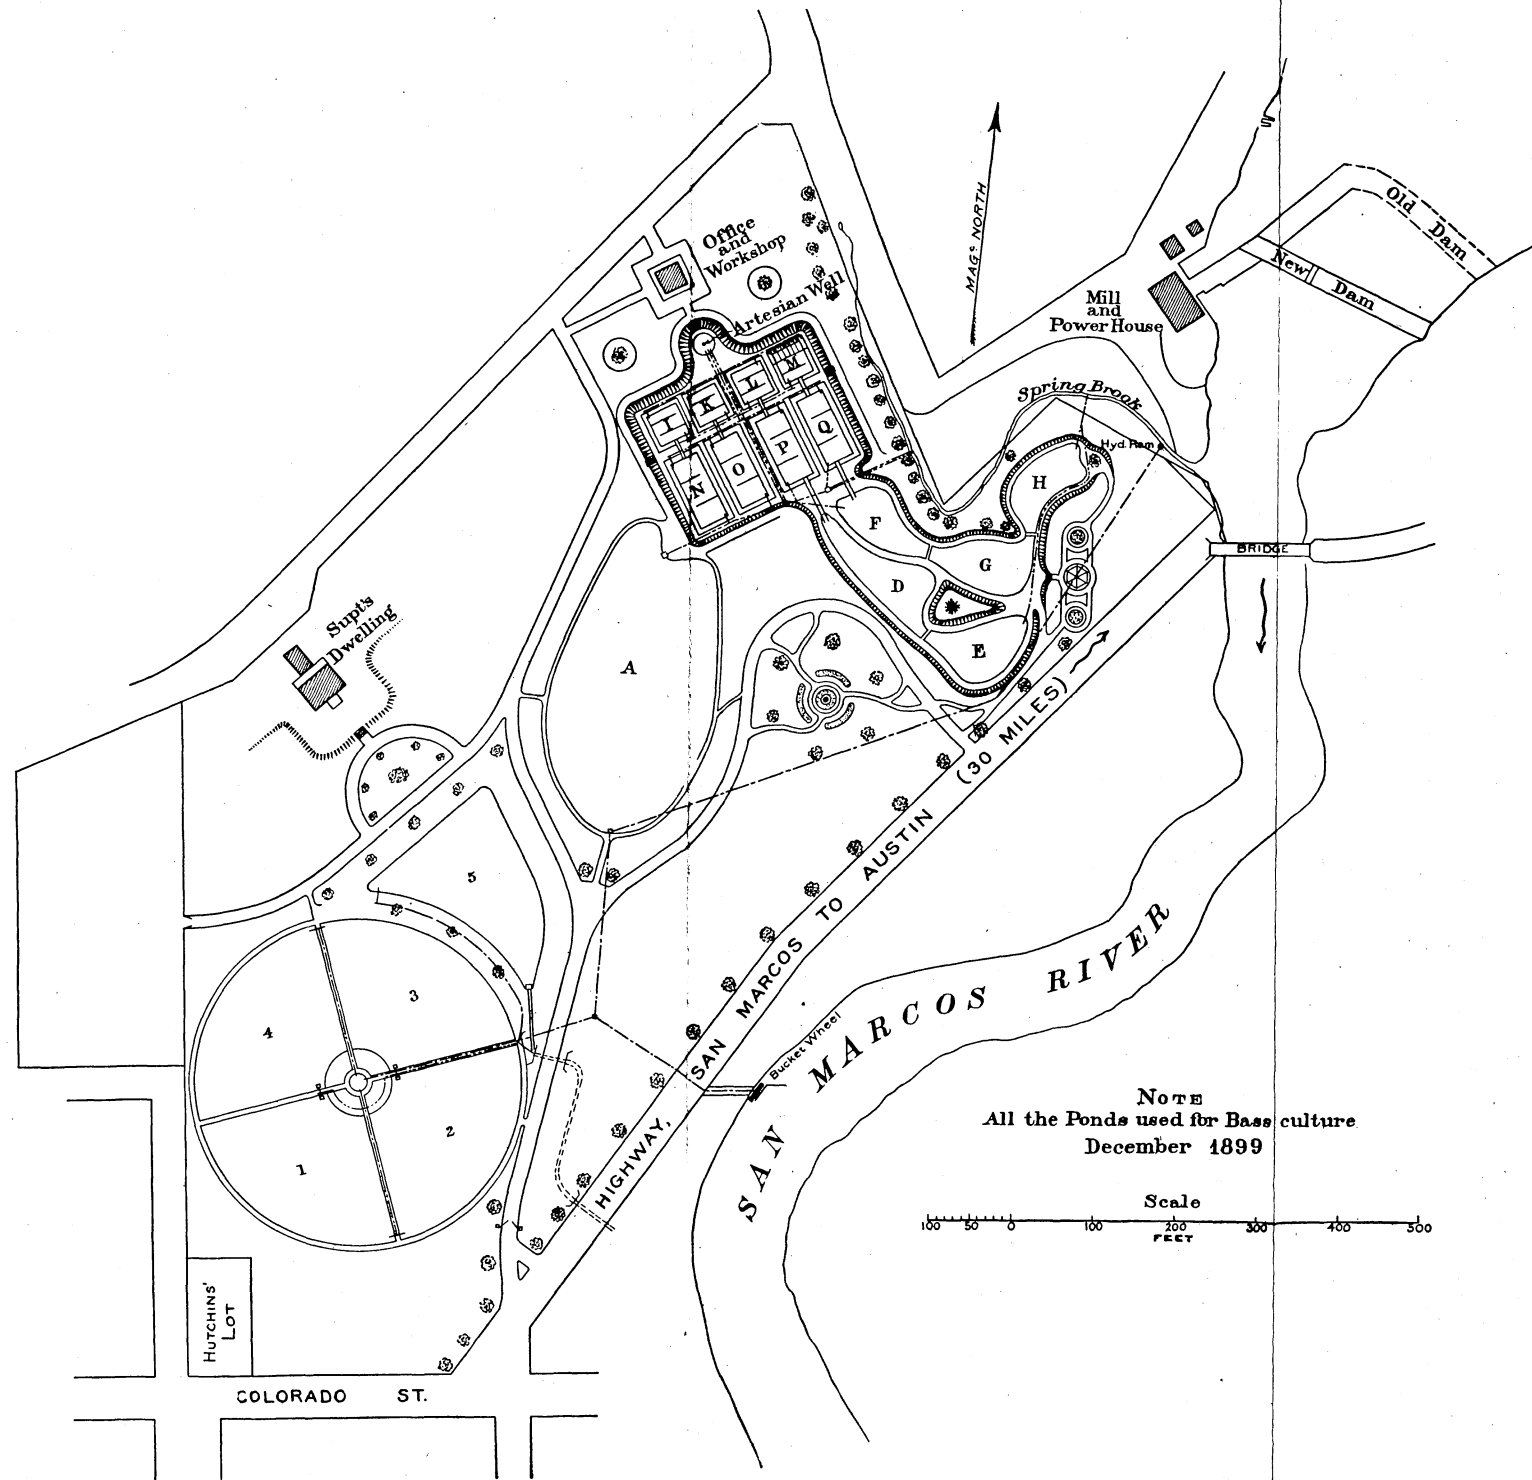 Office
and
Workshop
Artesian Well
MAGc NORTH
Old
Dam
New
Dam
Mill
and
Power House
Spring Brook
Hyd. Ram
BRIDGE
I
K
L
M
N
O
P
Q
F
G
H
D
E
A
Supt's
Dwelling
5
4
3
2
1
HIGHWAY, SAN MARCOS TO AUSTIN (30 MILES)
Bucket Wheel
SAN MARCOS RIVER
NOTE
All the Ponds used for Bass culture
December 1899
Scale
100 50 0 100 200 300 400 500
FEET
HUTCHINS'
LOT
COLORADO ST.